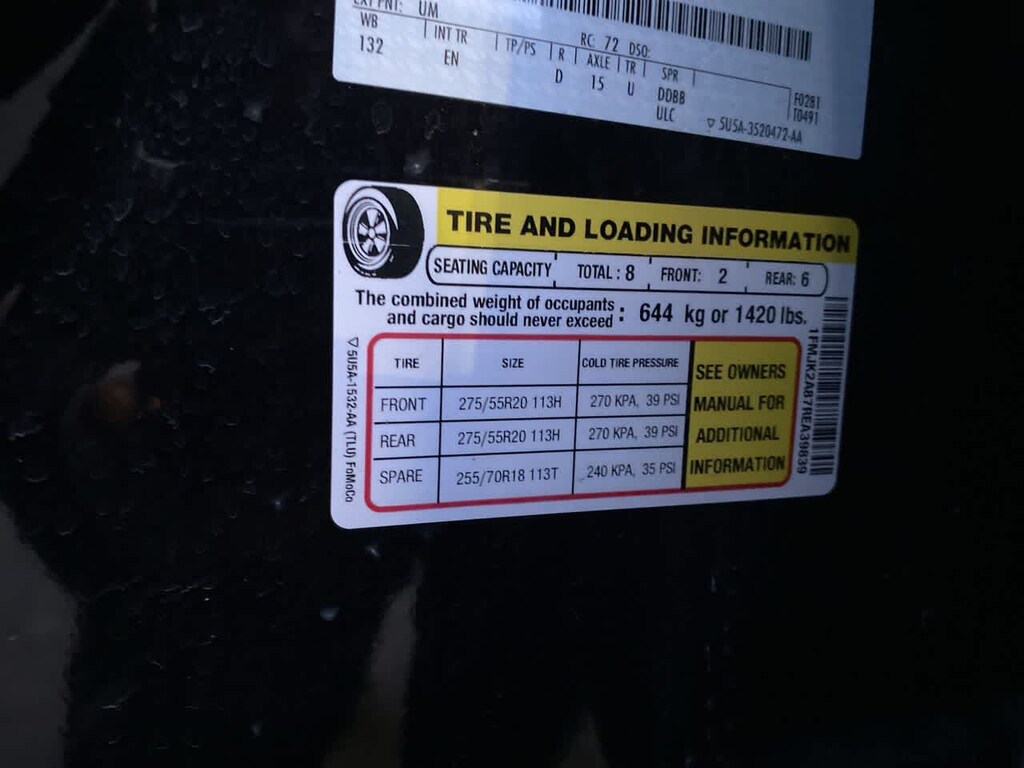 EXT PNT: UM
RC: 72 DSO:
WB | INT TR | TP/PS | R | AXLE | TR | SPR
132 EN D 15 U DDBB
ULC
F0281
T0491
▽ 5U5A-3520472-AA
TIRE AND LOADING INFORMATION
SEATING CAPACITY TOTAL : 8 FRONT: 2 REAR: 6
The combined weight of occupants
and cargo should never exceed : 644 kg or 1420 lbs.
TIRE SIZE COLD TIRE PRESSURE
FRONT 275/55R20 113H 270 KPA, 39 PSI
REAR 275/55R20 113H 270 KPA, 39 PSI
SPARE 255/70R18 113T 240 KPA, 35 PSI
SEE OWNERS
MANUAL FOR
ADDITIONAL
INFORMATION
▽5U5A-1532-AA (TLU) FoMoCo
1FMJK2A87REA39839